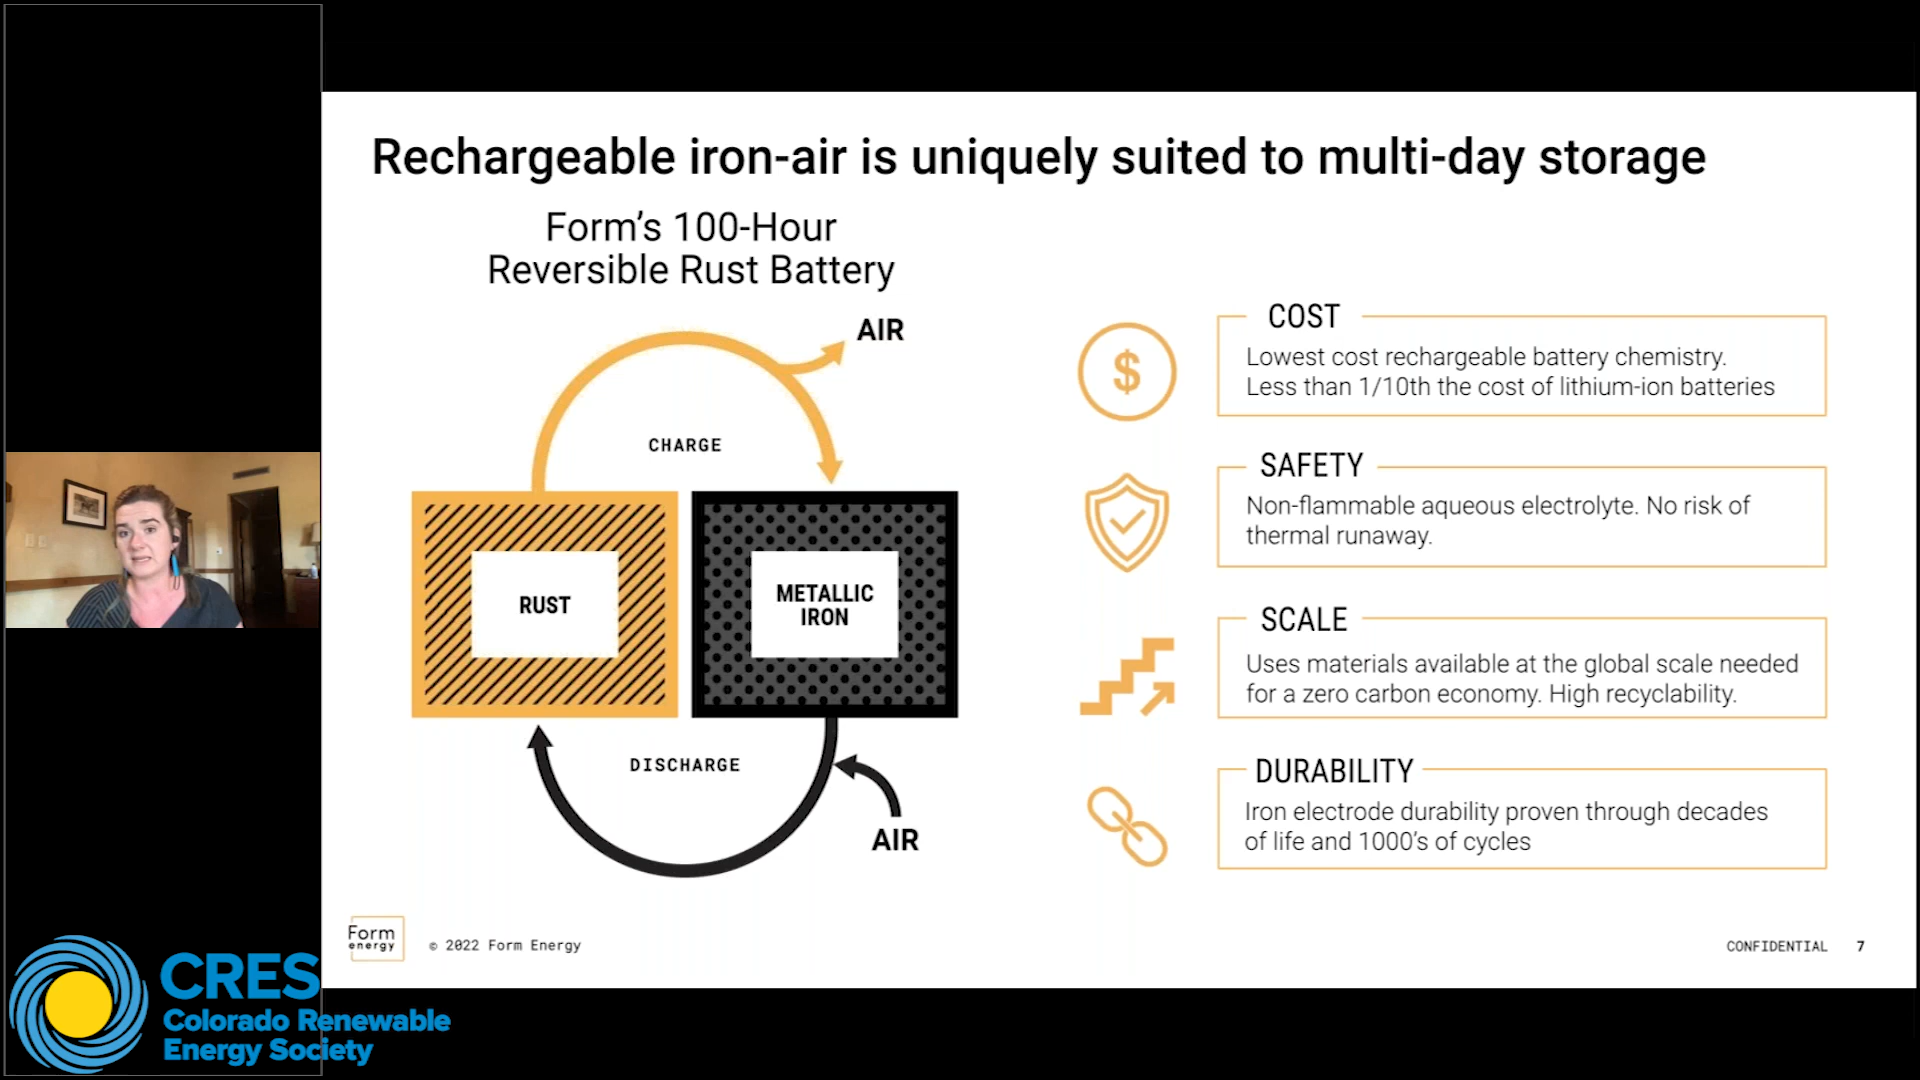 Rechargeable iron-air is uniquely suited to multi-day storage
Form’s 100-Hour
Reversible Rust Battery
AIR
CHARGE
RUST
METALLIC
IRON
DISCHARGE
AIR
$
COST
Lowest cost rechargeable battery chemistry.
Less than 1/10th the cost of lithium-ion batteries
SAFETY
Non-flammable aqueous electrolyte. No risk of
thermal runaway.
SCALE
Uses materials available at the global scale needed
for a zero carbon economy. High recyclability.
DURABILITY
Iron electrode durability proven through decades
of life and 1000’s of cycles
Form
energy
© 2022 Form Energy
CONFIDENTIAL 7
CRES
Colorado Renewable
Energy Society